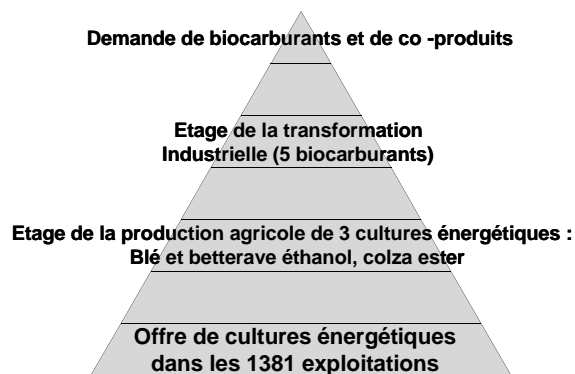 Demande de biocarburants et de co -produits
Etage de la transformation
Industrielle (5 biocarburants)
Etage de la production agricole de 3 cultures énergétiques :
Blé et betterave éthanol, colza ester
Offre de cultures énergétiques
dans les 1381 exploitations